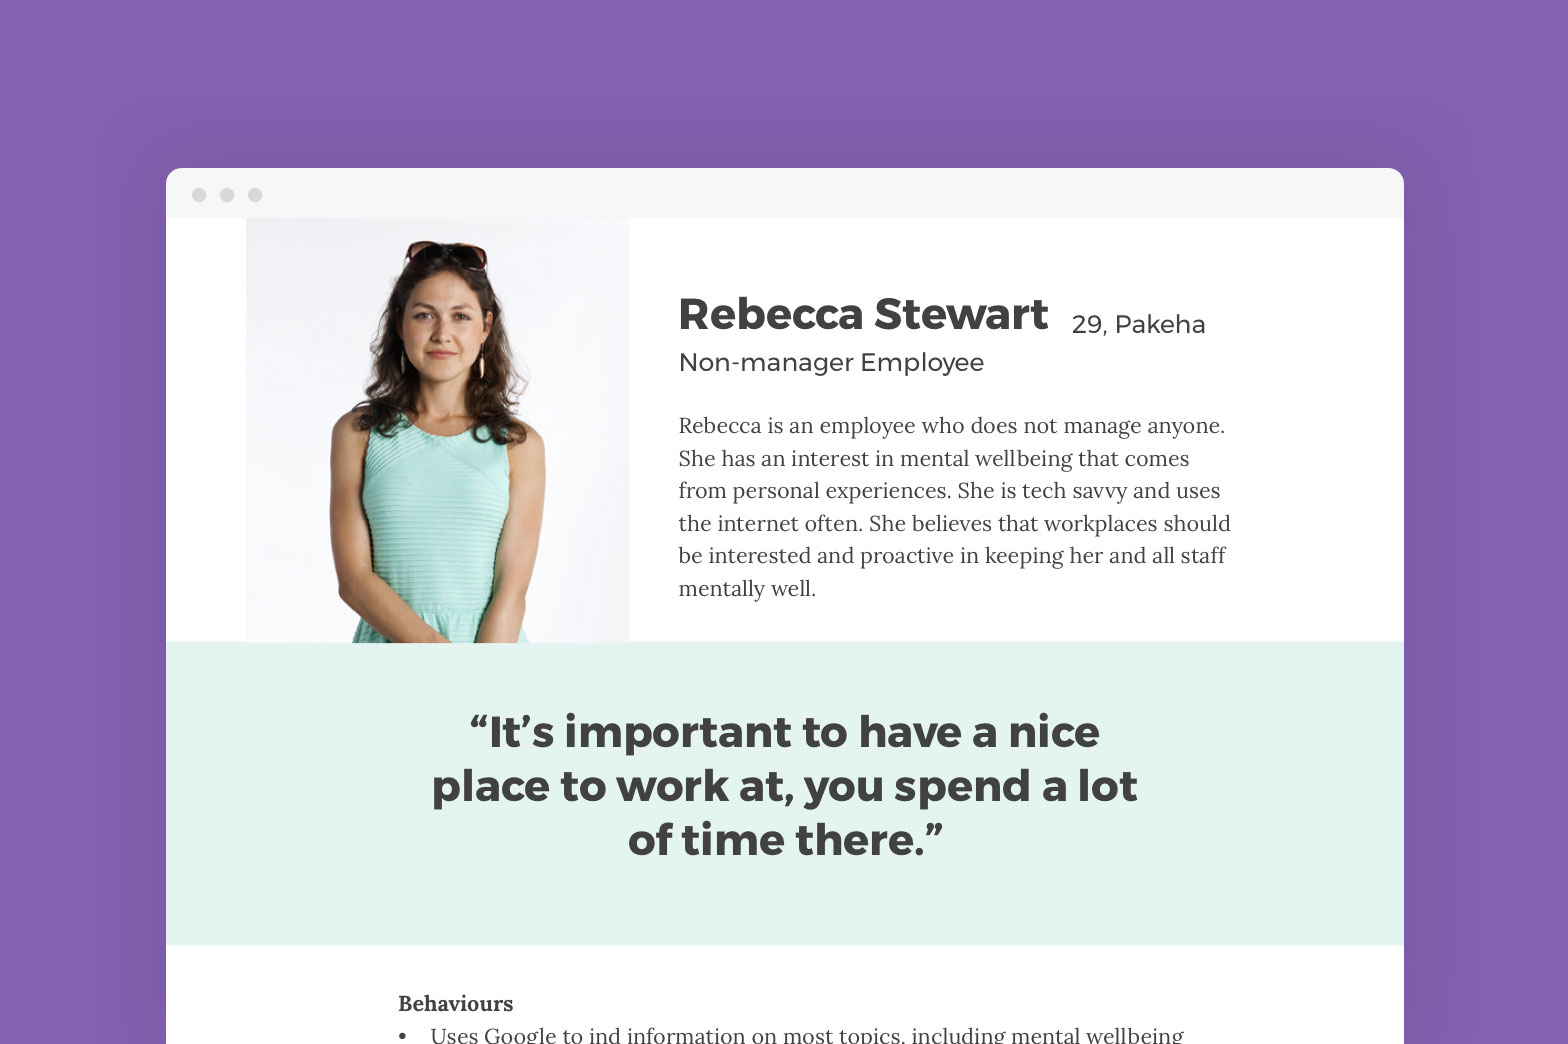 Rebecca Stewart 29, Pakeha
Non-manager Employee
Rebecca is an employee who does not manage anyone.
She has an interest in mental wellbeing that comes
from personal experiences. She is tech savvy and uses
the internet often. She believes that workplaces should
be interested and proactive in keeping her and all staff
mentally well.
“It’s important to have a nice
place to work at, you spend a lot
of time there.”
Behaviours
• Uses Google to ind information on most topics, including mental wellbeing